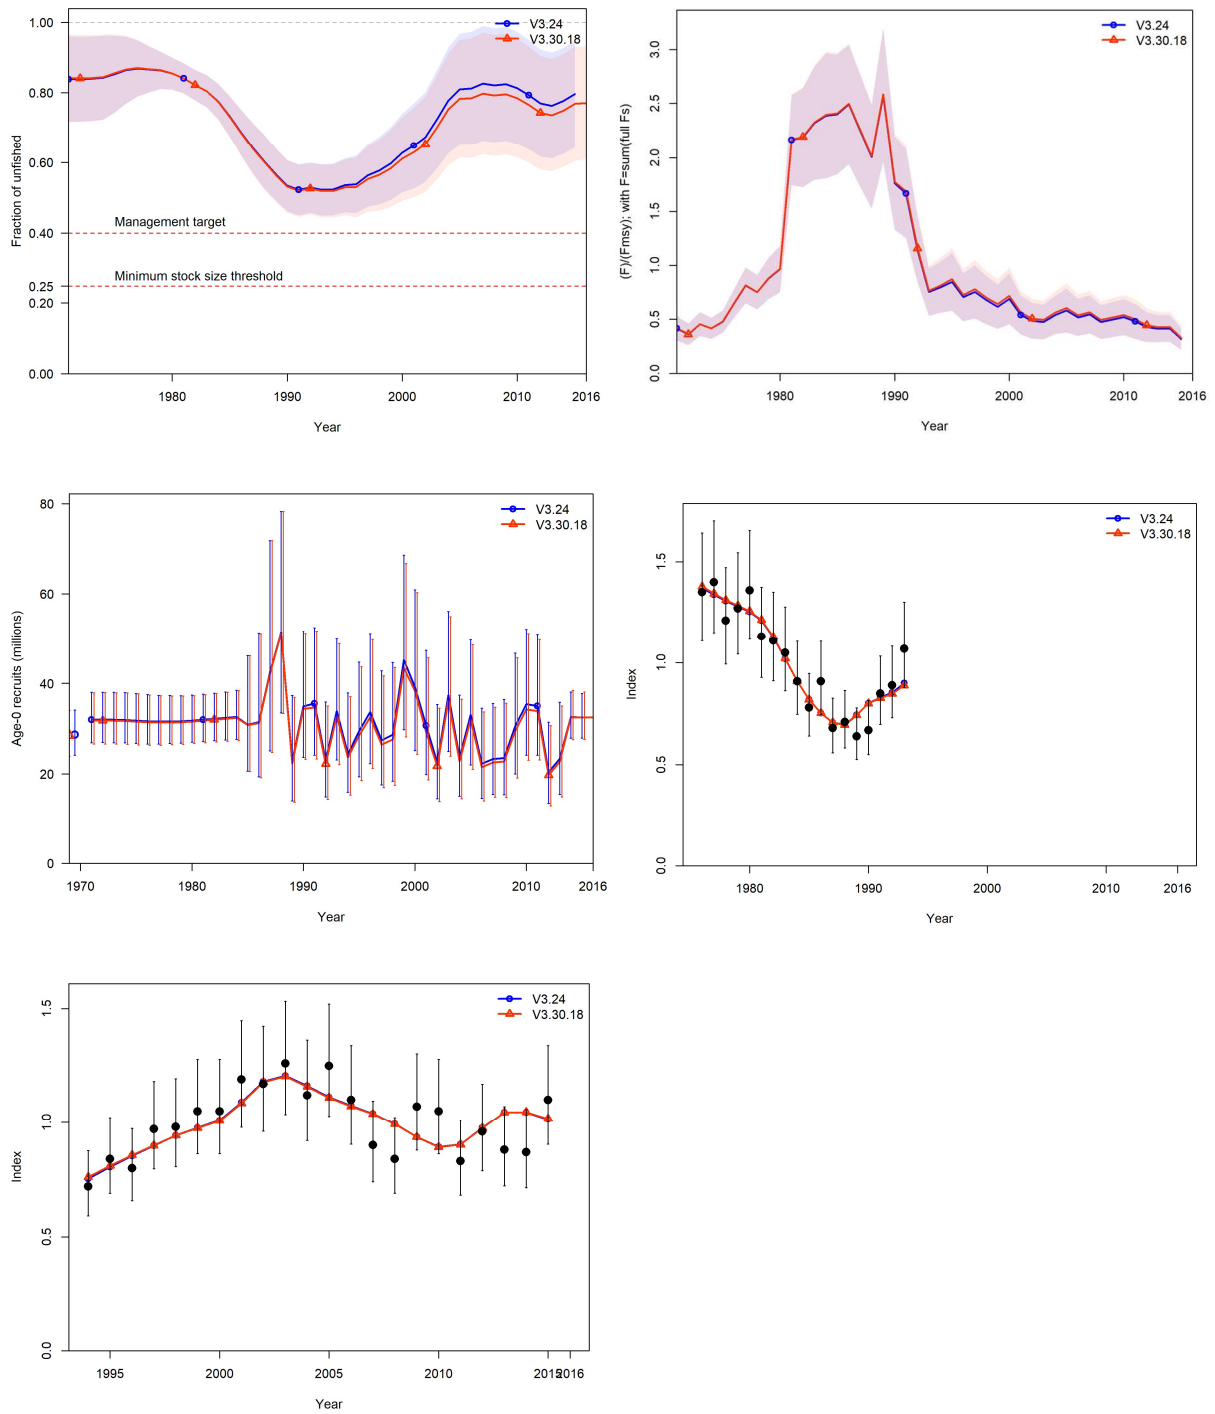 1.00
0.80
0.60
0.40
0.25
0.20
0.00
Fraction of unfished
V3.24
V3.30.18
Management target
Minimum stock size threshold
1980
1990
2000
2010
2016
Year
3.0
2.5
2.0
1.5
1.0
0.5
0.0
(F)/(Fmsy); with F=sum(full Fs)
V3.24
V3.30.18
1980
1990
2000
2010
2016
Year
80
60
40
20
0
Age-0 recruits (millions)
V3.24
V3.30.18
1970
1980
1990
2000
2010
2016
Year
1.5
1.0
0.5
0.0
Index
V3.24
V3.30.18
1980
1990
2000
2010
2016
Year
1.5
1.0
0.5
0.0
Index
V3.24
V3.30.18
1995
2000
2005
2010
2015
2016
Year